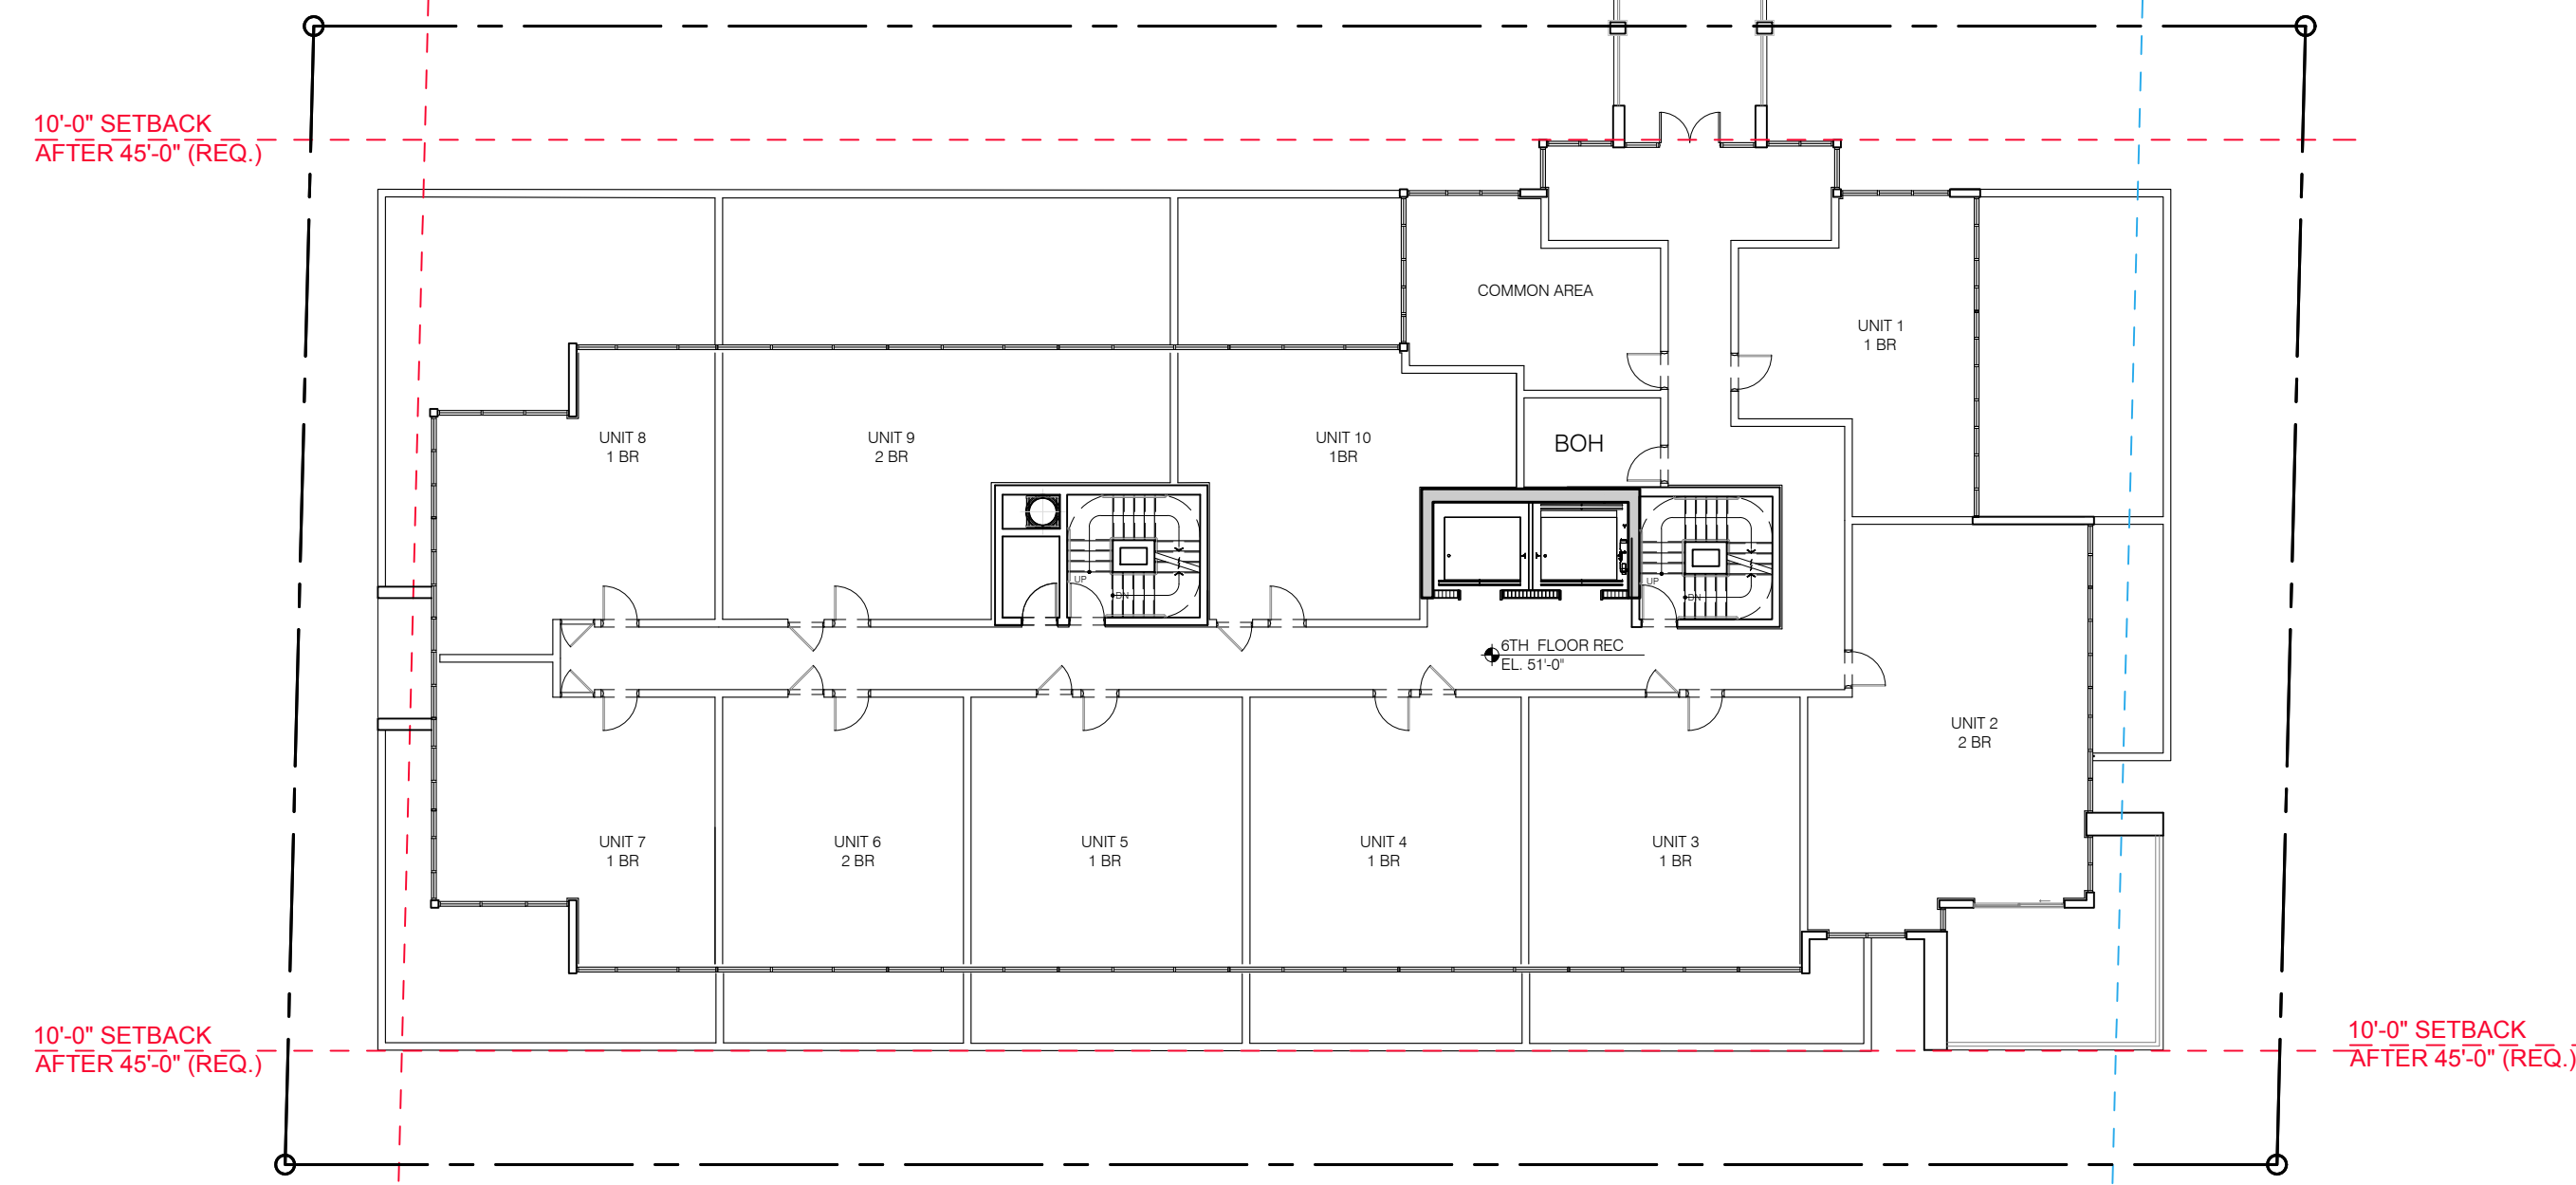 10'-0" SETBACK
AFTER 45'-0" (REQ.)
COMMON AREA
UNIT 1
1 BR
UNIT 8
1 BR
UNIT 9
2 BR
UNIT 10
1BR
BOH
UP
DN
UP
DN
6TH FLOOR REC
EL. 51'-0"
UNIT 2
2 BR
UNIT 7
1 BR
UNIT 6
2 BR
UNIT 5
1 BR
UNIT 4
1 BR
UNIT 3
1 BR
10'-0" SETBACK
AFTER 45'-0" (REQ.)
10'-0" SETBACK
AFTER 45'-0" (REQ.)